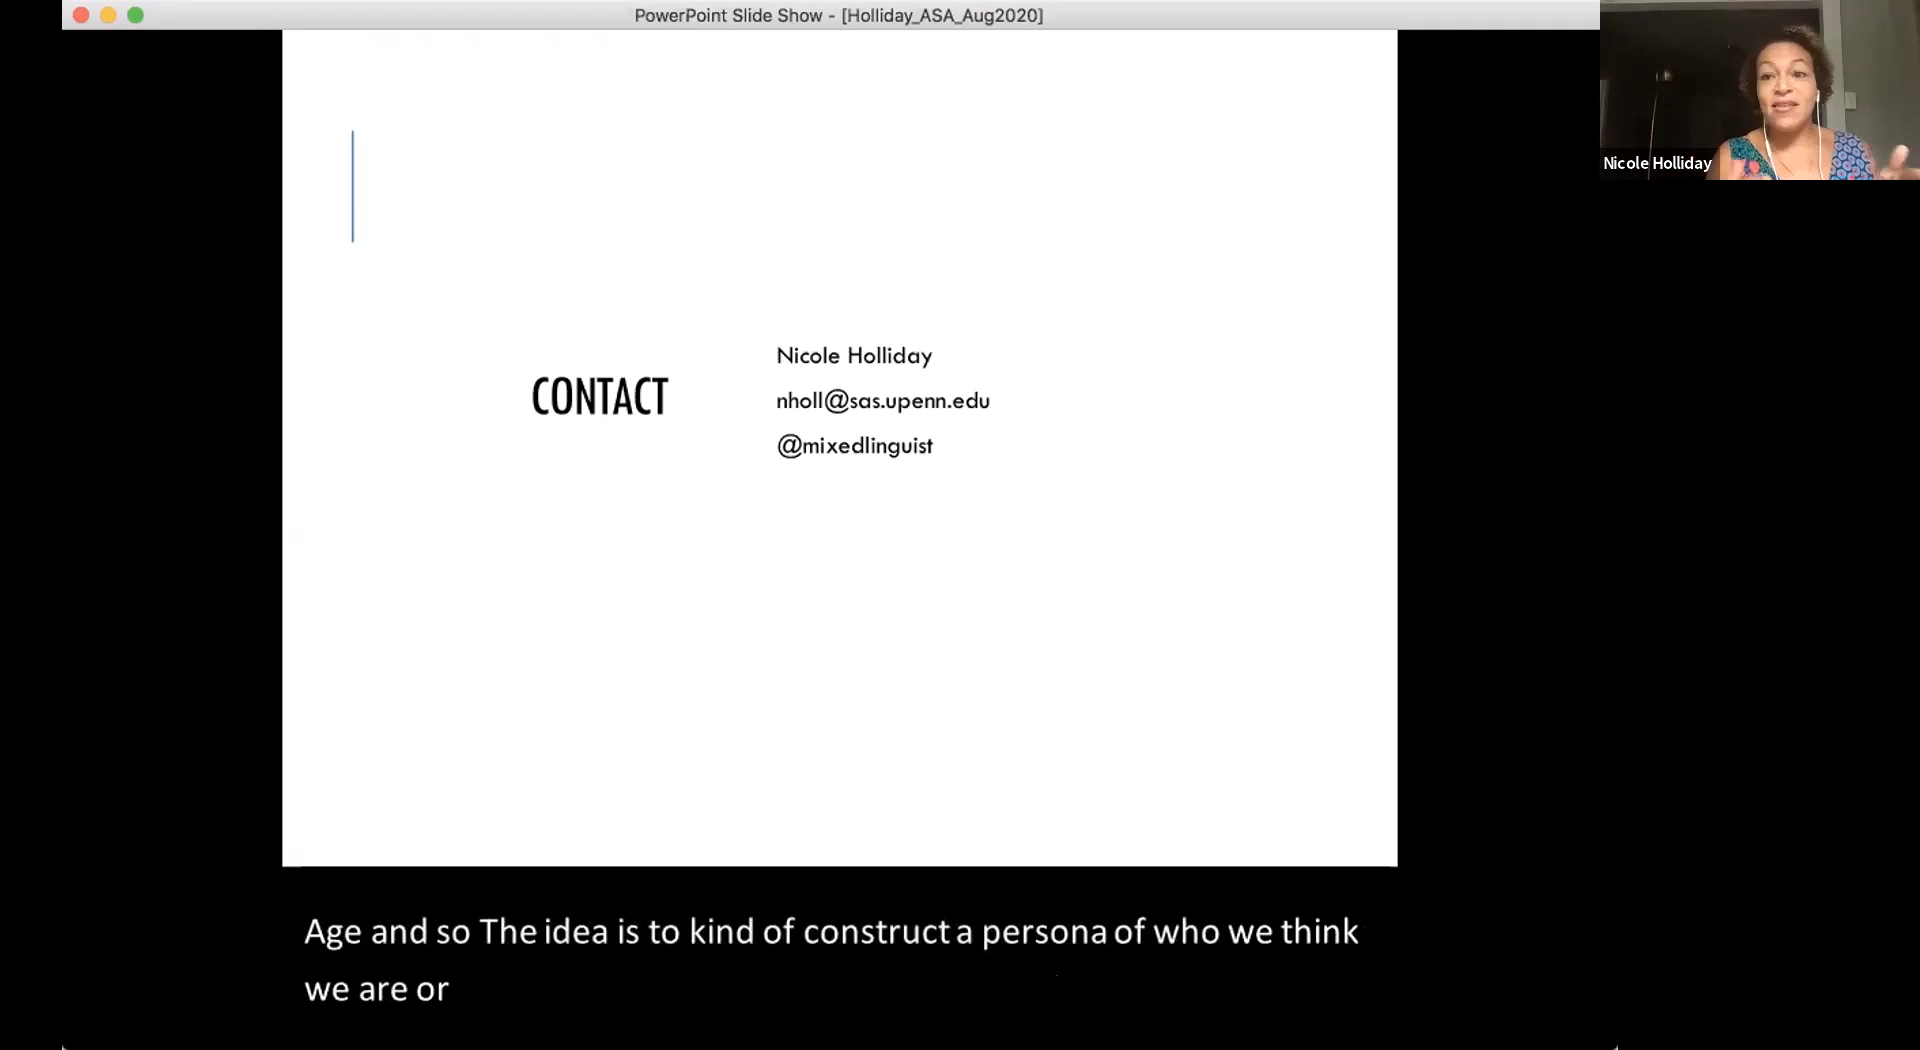 PowerPoint Slide Show - [Holliday_ASA_Aug2020]
Nicole Holliday
CONTACT
Nicole Holliday
nholl@sas.upenn.edu
@mixedlinguist
Age and so The idea is to kind of construct a persona of who we think
we are or